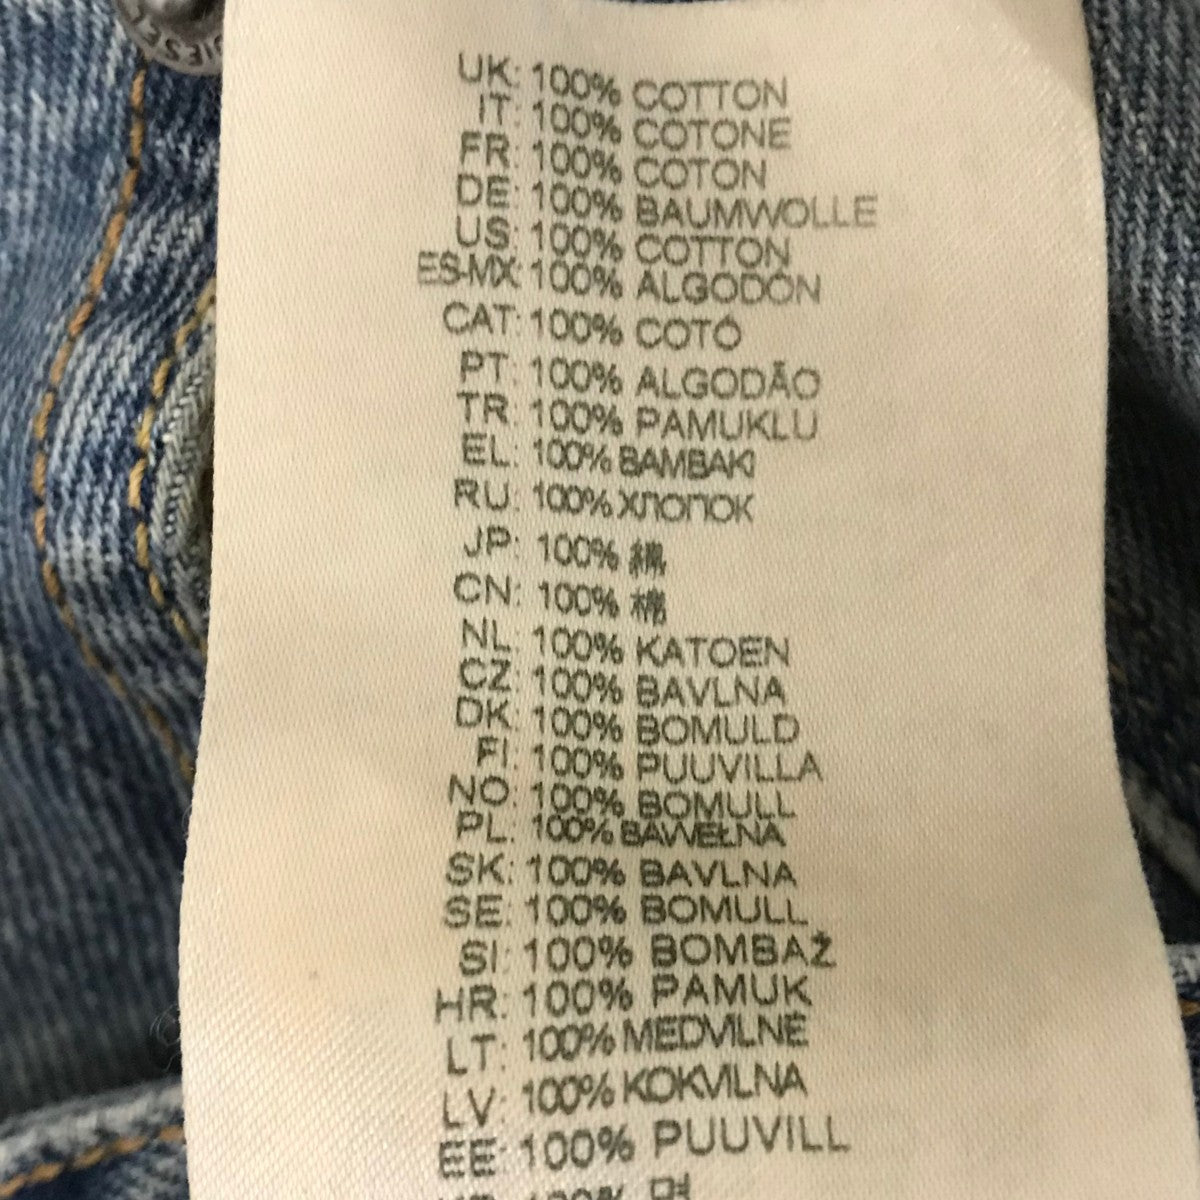 DIESEL
UK: 100% COTTON
IT: 100% COTONE
FR: 100% COTON
DE: 100% BAUMWOLLE
US: 100% COTTON
ES-MX: 100% ALGODÓN
CAT: 100% COTÓ
PT: 100% ALGODÃO
TR: 100% PAMUKLU
EL: 100% BAMBAKI
RU: 100% ХЛОПОК
JP: 100% 綿
CN: 100% 棉
NL: 100% KATOEN
CZ: 100% BAVLNA
DK: 100% BOMULD
FI: 100% PUUVILLA
NO: 100% BOMULL
PL: 100% BAWEŁNA
SK: 100% BAVLNA
SE: 100% BOMULL
SI: 100% BOMBAŽ
HR: 100% PAMUK
LT: 100% MEDVILNĖ
LV: 100% KOKVILNA
EE: 100% PUUVILL
100% 면